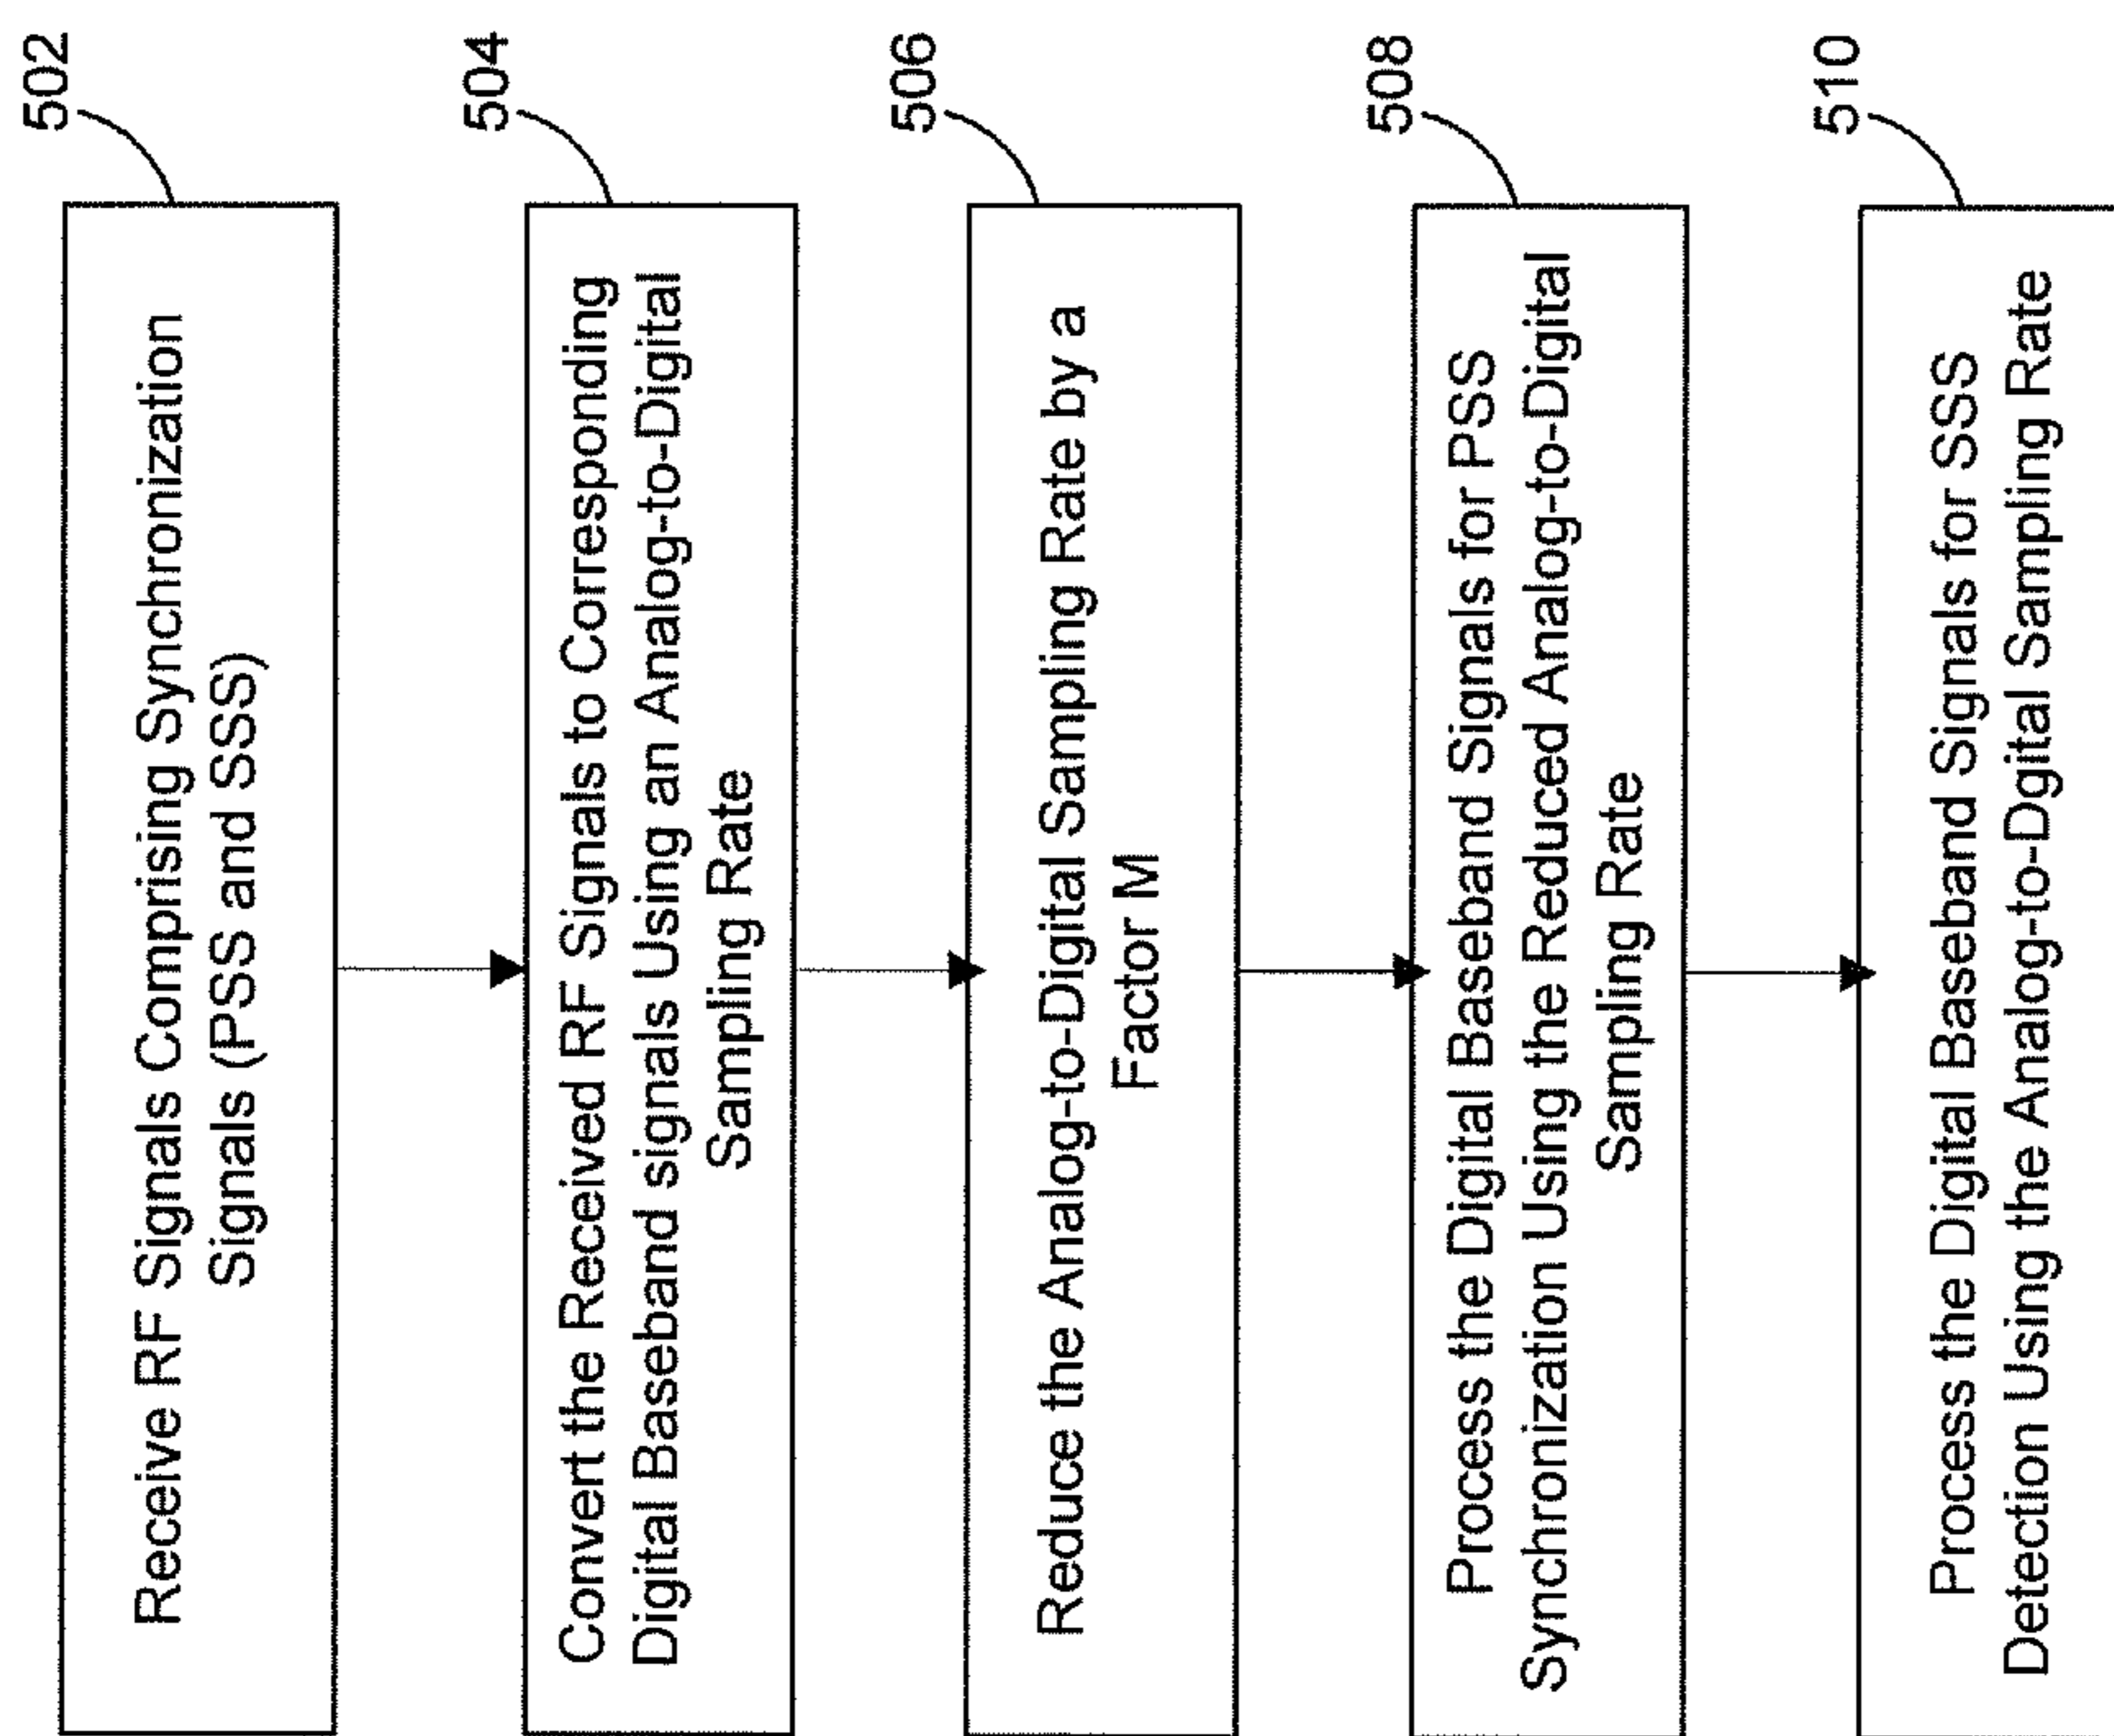 502
Receive RF Signals Comprising Synchronization
Signals (PSS and SSS)
504
Convert the Received RF Signals to Corresponding
Digital Baseband signals Using an Analog-to-Digital
Sampling Rate
506
Reduce the Analog-to-Digital Sampling Rate by a
Factor M
508
Process the Digital Baseband Signals for PSS
Synchronization Using the Reduced Analog-to-Digital
Sampling Rate
510
Process the Digital Baseband Signals for SSS
Detection Using the Analog-to-Dgital Sampling Rate